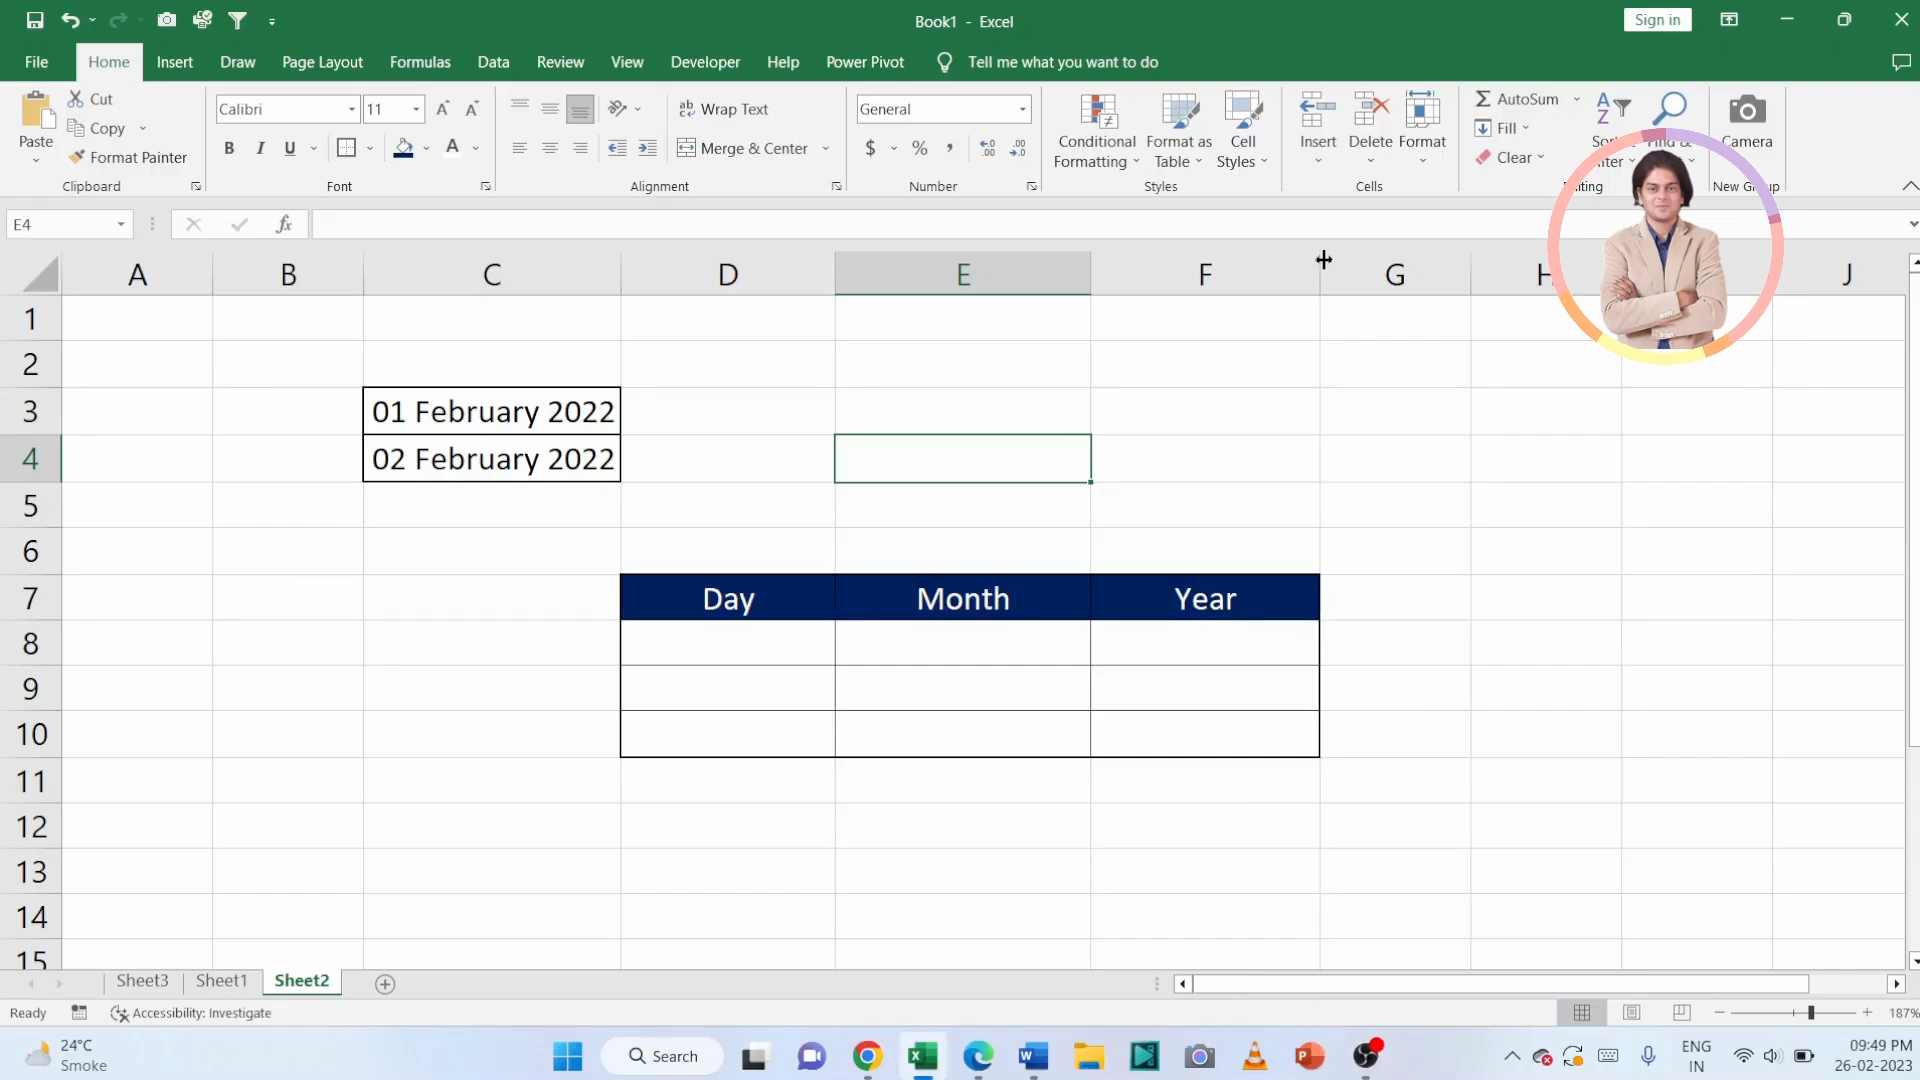 Book1 - Excel
Sign in
File Home Insert Draw Page Layout Formulas Data Review View Developer Help Power Pivot Tell me what you want to do
Paste
Cut
Copy
Format Painter
Clipboard
Calibri 11
B I U
Font
Wrap Text
Merge & Center
Alignment
General
$ % ,
Number
Conditional Formatting
Format as Table
Cell Styles
Styles
Insert Delete Format
Cells
AutoSum
Fill
Clear
Camera
New Group
E4 fx
A B C D E F G H J
1
2
3 01 February 2022
4 02 February 2022
5
6
7 Day Month Year
8
9
10
11
12
13
14
15
Sheet3 Sheet1 Sheet2
Ready Accessibility: Investigate 187%
24°C
Smoke
Search
ENG
IN
09:49 PM
26-02-2023